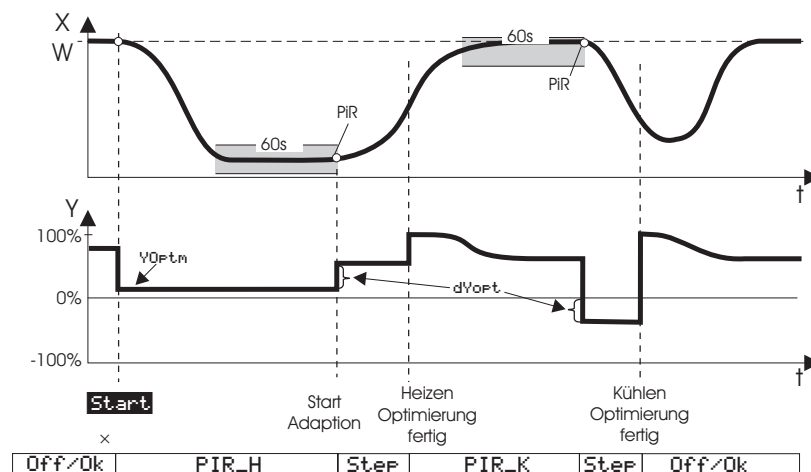 X
W
60s
PiR
60s
PiR
t
Y
100%
YOptm
dYopt
0%
-100%
t
Start
×
Start
Adaption
Heizen
Optimierung
fertig
Kühlen
Optimierung
fertig
Off/Ok PIR_H Step PIR_K Step Off/Ok